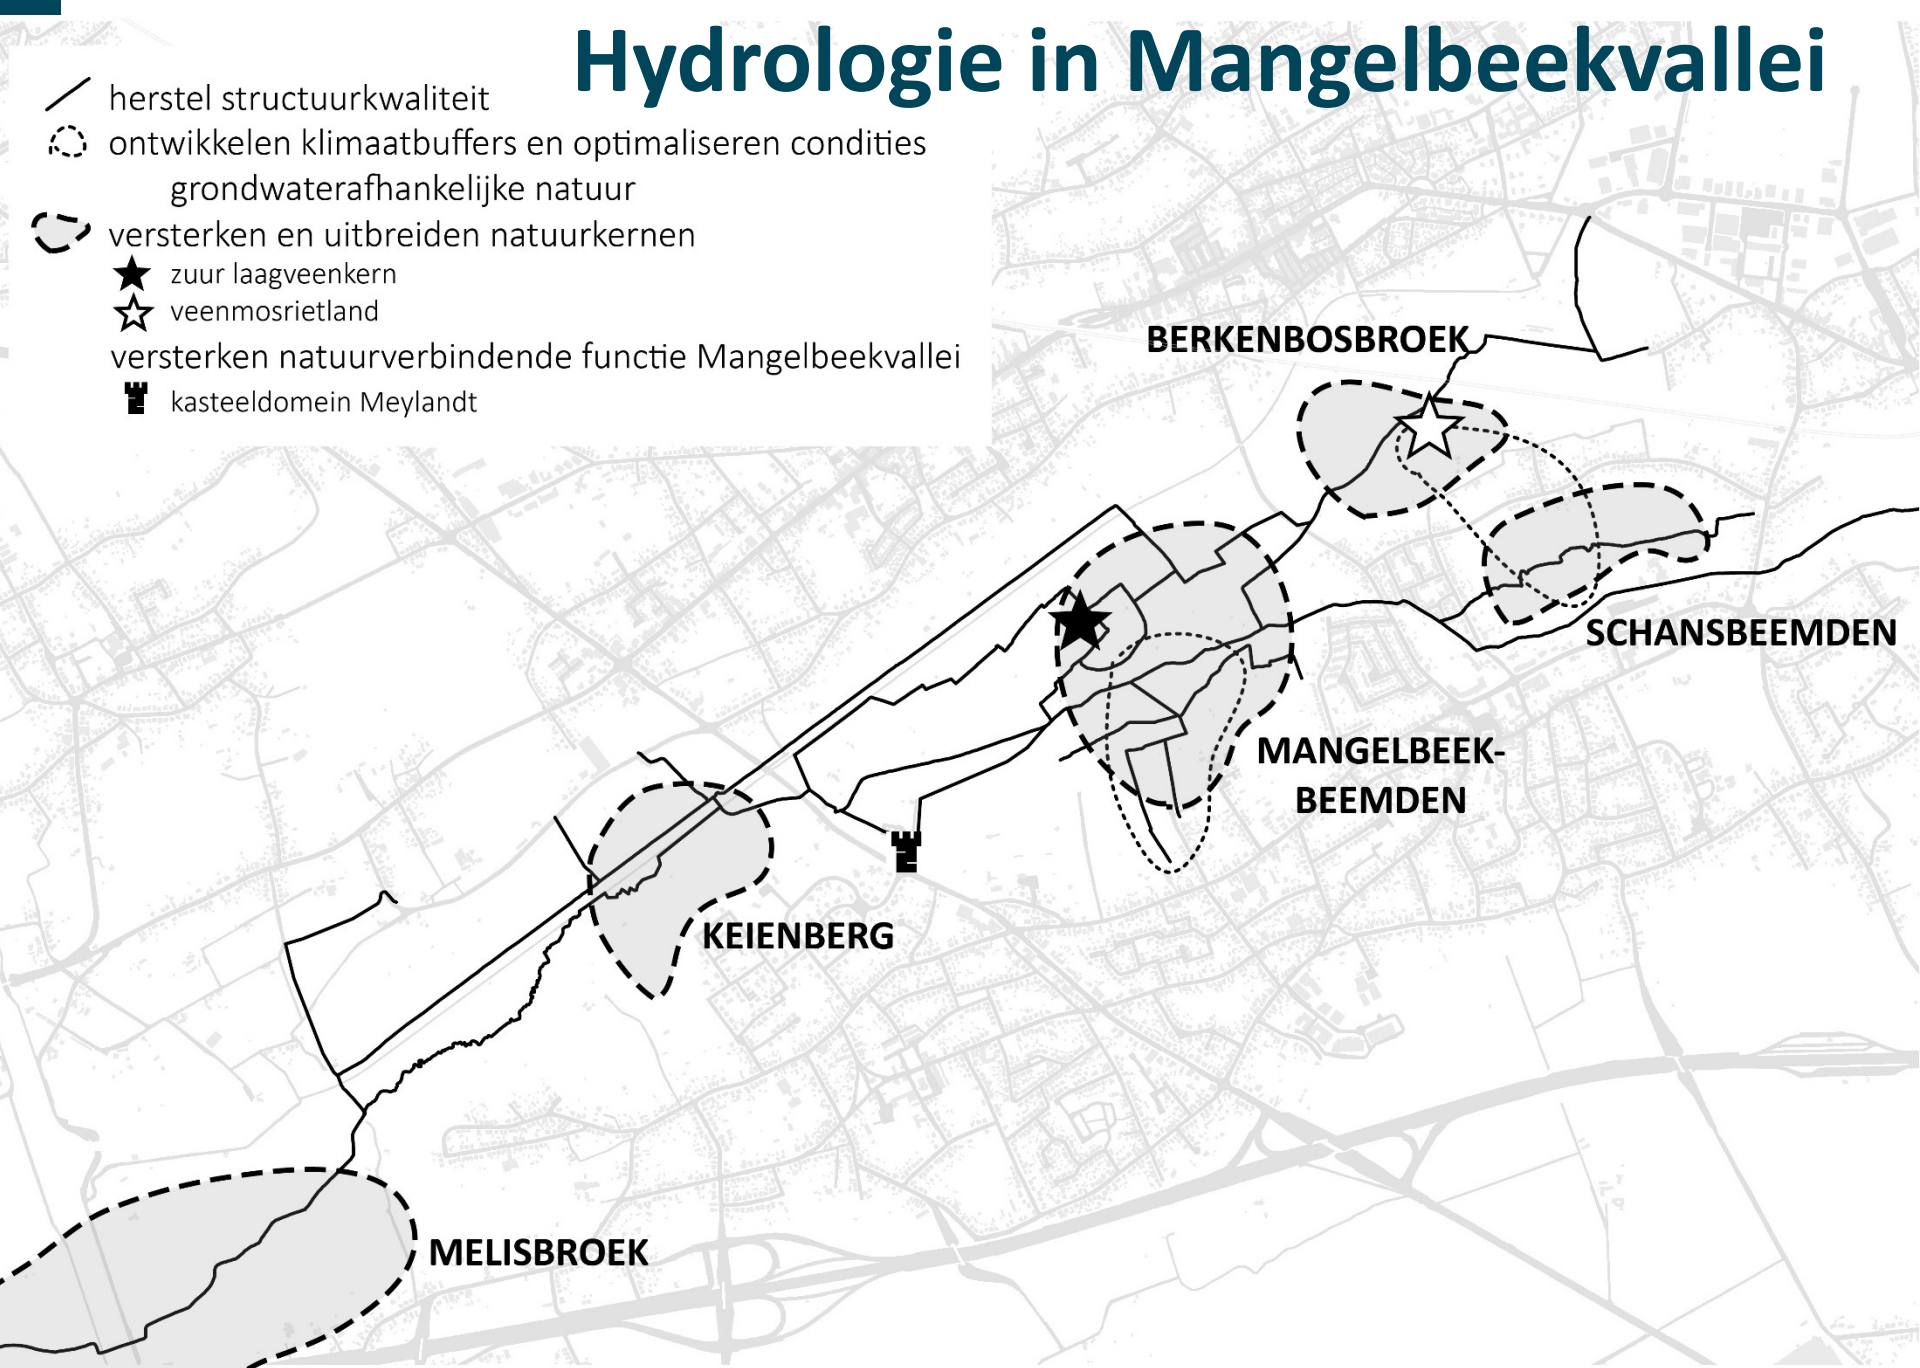 Hydrologie in Mangelbeekvallei
herstel structuurkwaliteit
ontwikkelen klimaatbuffers en optimaliseren condities
grondwaterafhankelijke natuur
versterken en uitbreiden natuurkernen
zuur laagveenkern
veenmosrietland
versterken natuurverbindende functie Mangelbeekvallei
kasteeldomein Meylandt
BERKENBOSBROEK
SCHANSBEEMDEN
MANGELBEEK-
BEEMDEN
KEIENBERG
MELISBROEK